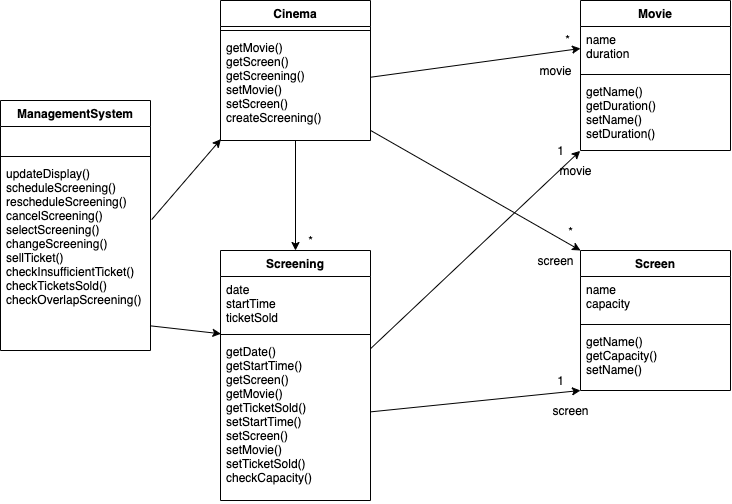 Cinema
getMovie()
getScreen()
getScreening()
setMovie()
setScreen()
createScreening()
Movie
name
duration
getName()
getDuration()
setName()
setDuration()
*
movie
ManagementSystem
updateDisplay()
scheduleScreening()
rescheduleScreening()
cancelScreening()
selectScreening()
changeScreening()
sellTicket()
checkInsufficientTicket()
checkTicketsSold()
checkOverlapScreening()
1
movie
*
*
screen
Screening
date
startTime
ticketSold
getDate()
getStartTime()
getScreen()
getMovie()
getTicketSold()
setStartTime()
setScreen()
setMovie()
setTicketSold()
checkCapacity()
Screen
name
capacity
getName()
getCapacity()
setName()
1
screen